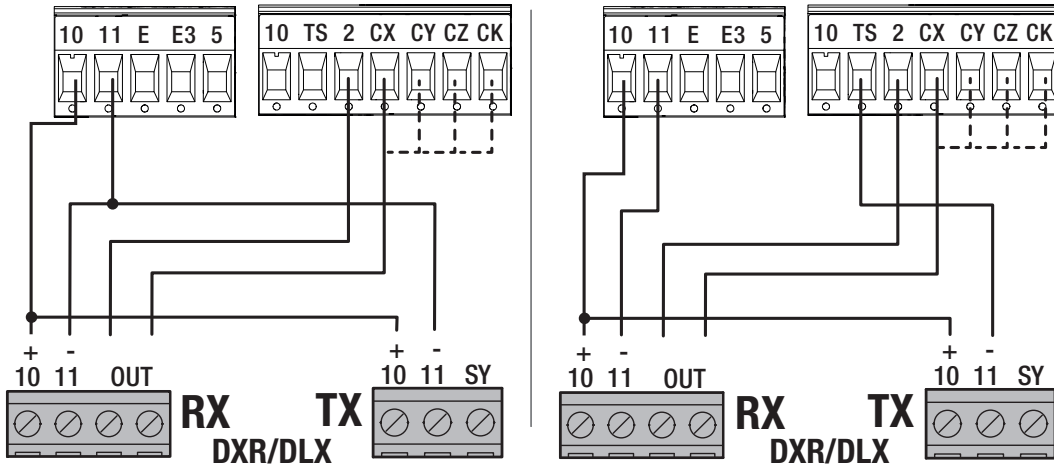 10 11 E E3 5
10 TS 2 CX CY CZ CK
+ -
10 11 OUT
+ -
10 11 SY
RX TX
DXR/DLX
10 11 E E3 5
10 TS 2 CX CY CZ CK
+ -
10 11 OUT
+ -
10 11 SY
RX TX
DXR/DLX